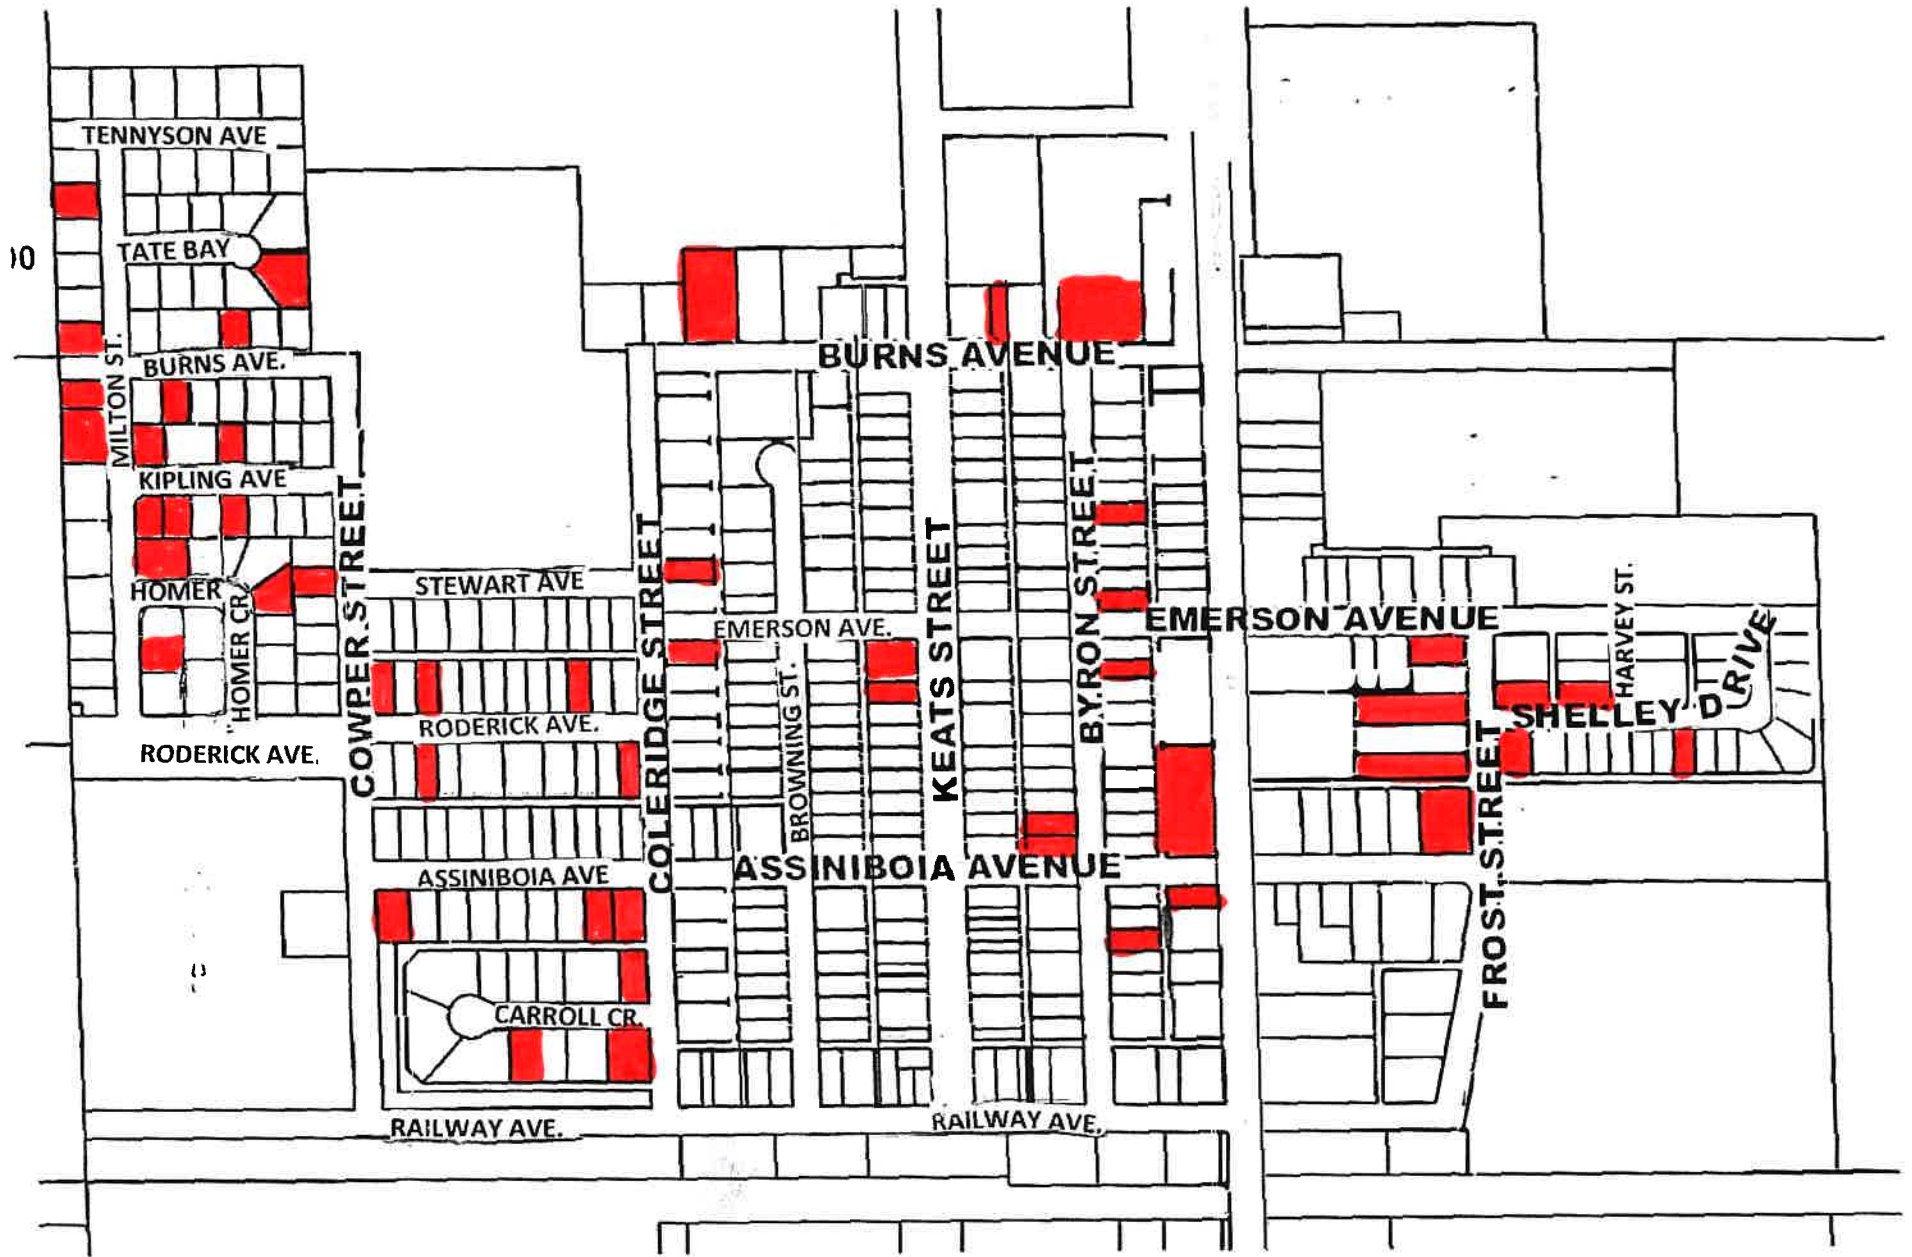 TENNYSON AVE
TATE BAY
BURNS AVE.
MILTON ST.
BURNS AVENUE
KIPLING AVE
COWPER STREET
COLERIDGE STREET
KEATS STREET
BYRON STREET
STEWART AVE
HOMER
HOMER CR.
EMERSON AVE.
EMERSON AVENUE
HARVEY ST.
SHELLEY DRIVE
BROWNING ST.
RODERICK AVE.
RODERICK AVE.
FROST STREET
ASSINIBOIA AVE
ASSINIBOIA AVENUE
CARROLL CR.
RAILWAY AVE.
RAILWAY AVE.